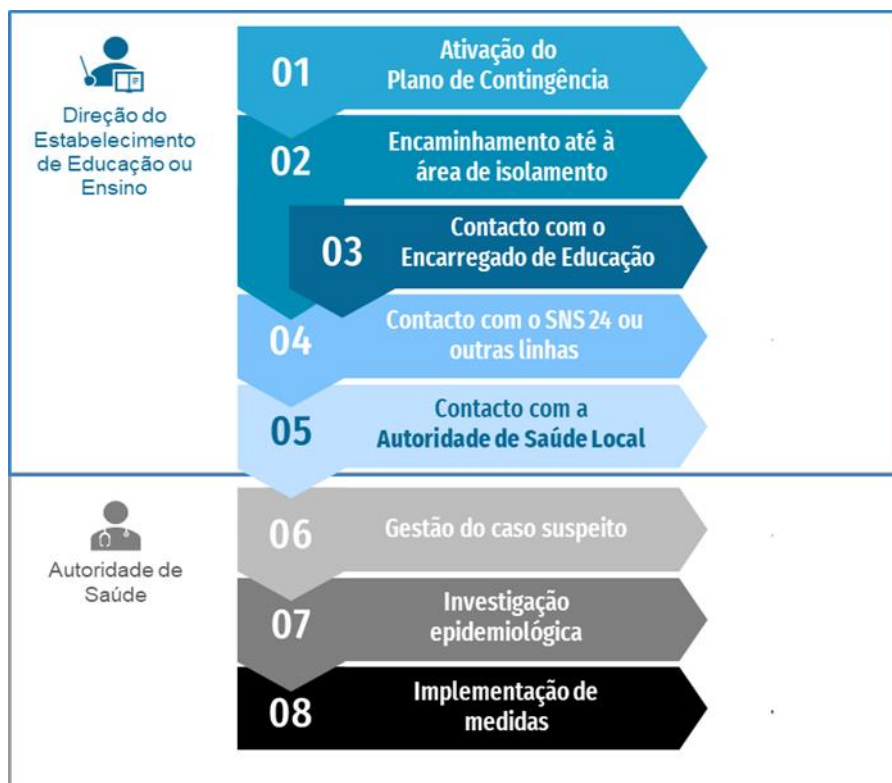 Direção do
Estabelecimento
de Educação ou
Ensino
01
Ativação do
Plano de Contingência
02
Encaminhamento até à
área de isolamento
03
Contacto com o
Encarregado de Educação
04
Contacto com o SNS 24 ou
outras linhas
05
Contacto com a
Autoridade de Saúde Local
Autoridade de
Saúde
06
Gestão do caso suspeito
07
Investigação
epidemiológica
08
Implementação de
medidas